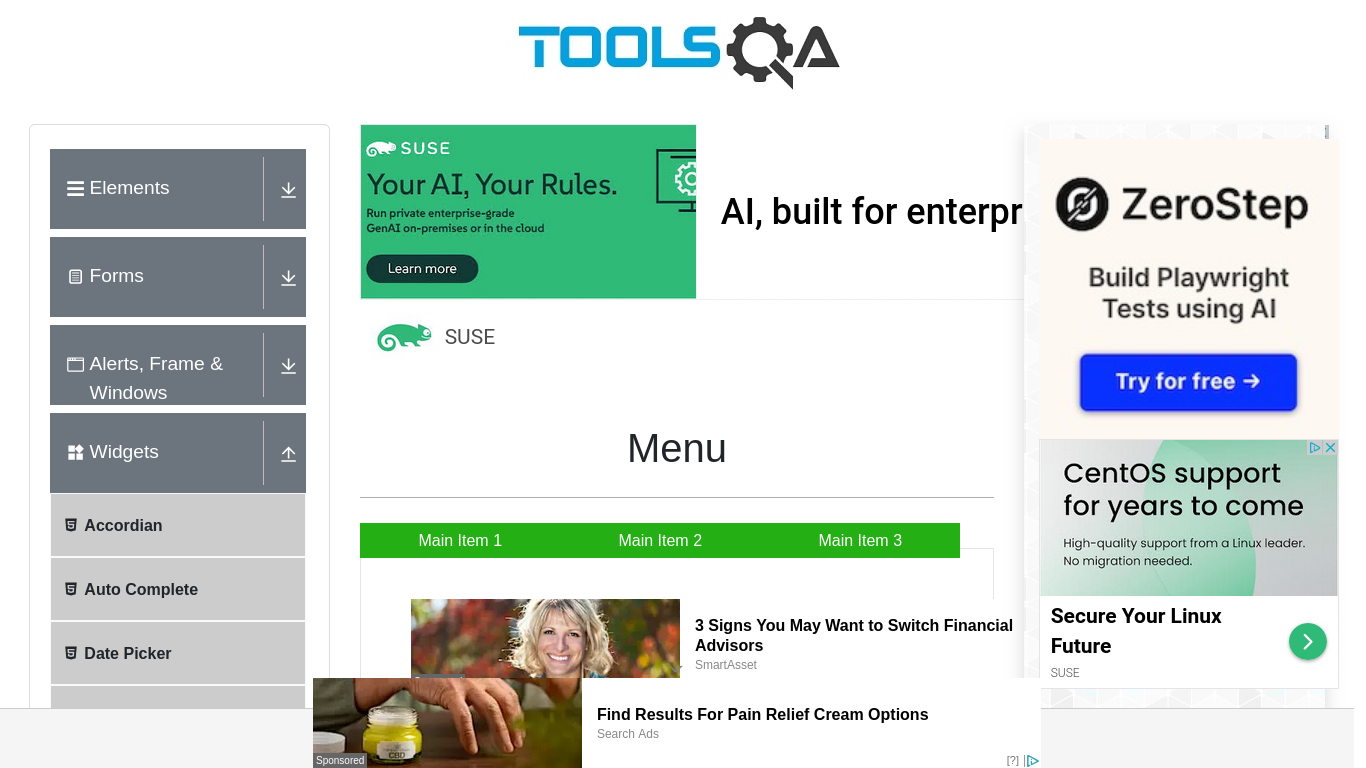 TOOLSQA
Elements
Forms
Alerts, Frame &
Windows
Widgets
Accordian
Auto Complete
Date Picker
SUSE
Your AI, Your Rules.
Run private enterprise-grade
GenAI on-premises or in the cloud
Learn more
AI, built for enterpr
SUSE
Menu
Main Item 1
Main Item 2
Main Item 3
3 Signs You May Want to Switch Financial
Advisors
SmartAsset
ZeroStep
Build Playwright
Tests using AI
Try for free →
CentOS support
for years to come
High-quality support from a Linux leader.
No migration needed.
Secure Your Linux
Future
SUSE
CBD
Sponsored
Find Results For Pain Relief Cream Options
Search Ads
[?]